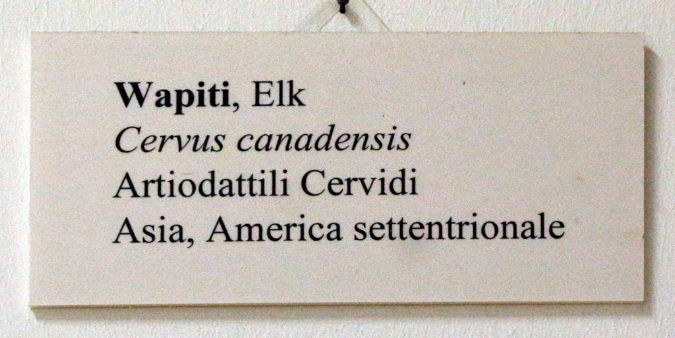 Wapiti, Elk
Cervus canadensis
Artiodattili Cervidi
Asia, America settentrionale